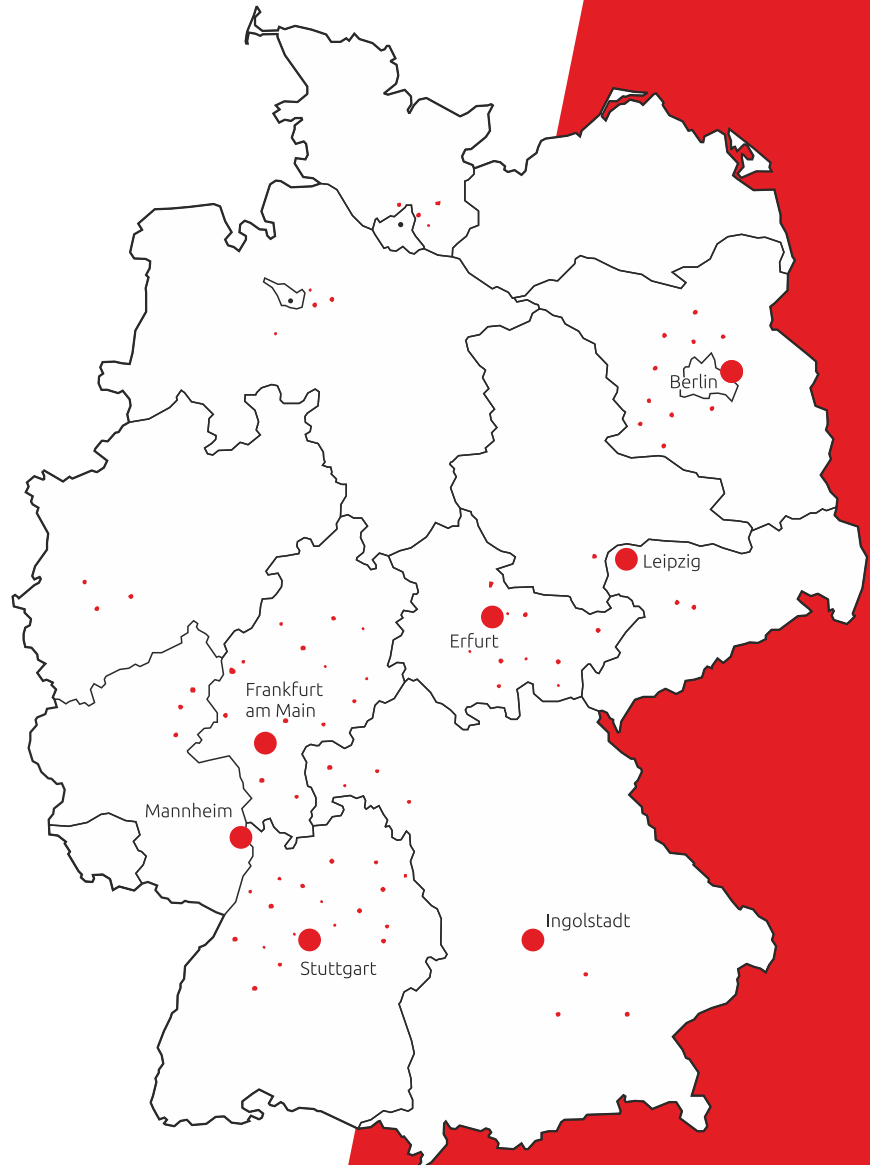 Berlin
Leipzig
Erfurt
Frankfurt
am Main
Mannheim
Ingolstadt
Stuttgart